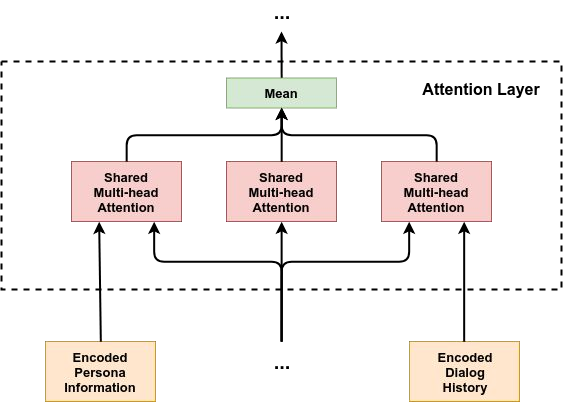 ...
Attention Layer
Mean
Shared
Multi-head
Attention
Shared
Multi-head
Attention
Shared
Multi-head
Attention
Encoded
Persona
Information
...
Encoded
Dialog
History